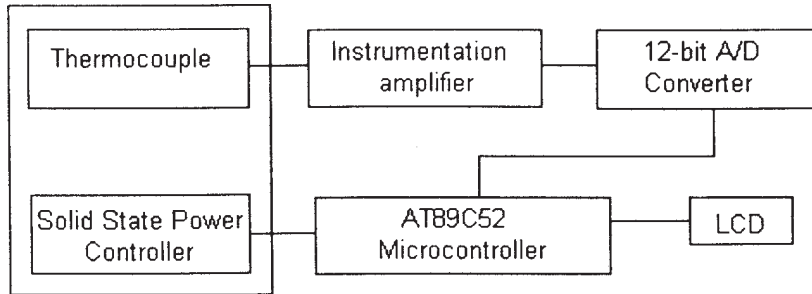 Thermocouple
Instrumentation
amplifier
12-bit A/D
Converter
Solid State Power
Controller
AT89C52
Microcontroller
LCD